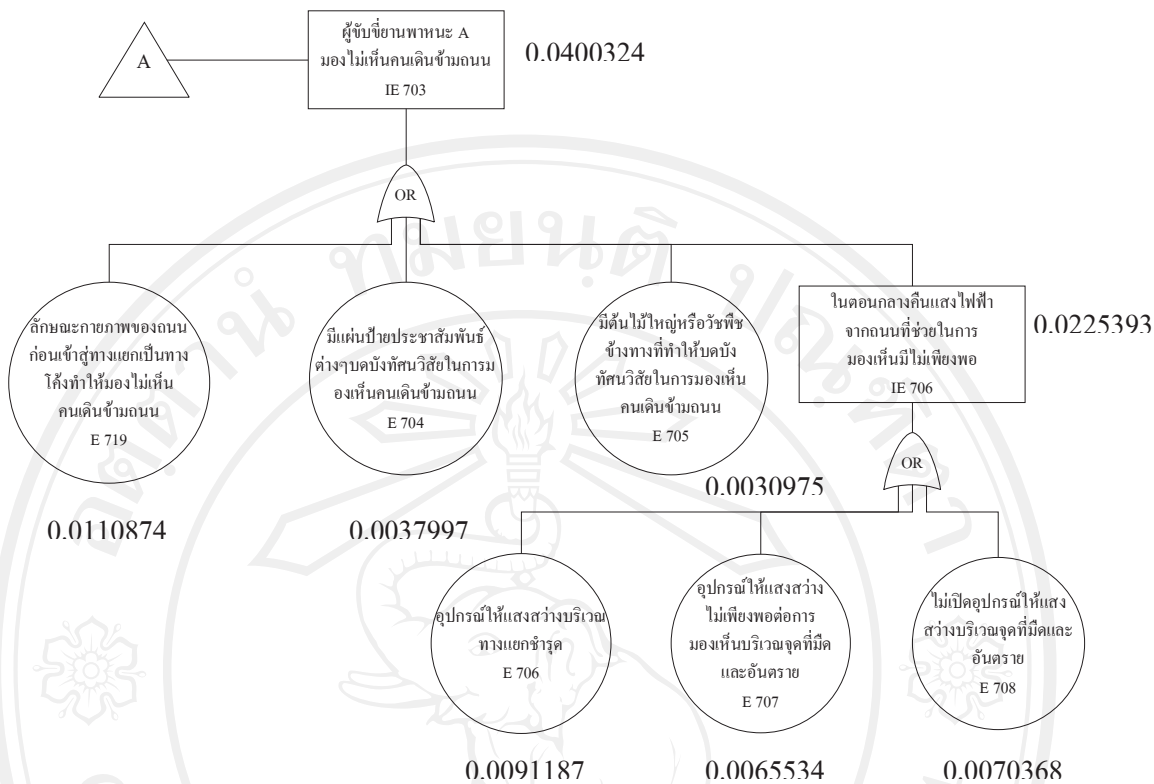 A
ผู้ขับขี่ยานพาหนะ A
มองไม่เห็นคนเดินข้ามถนน
IE 703
0.0400324
OR
ลักษณะกายภาพของถนน
ก่อนเข้าสู่ทางแยกเป็นทาง
โค้งทำให้มองไม่เห็น
คนเดินข้ามถนน
E 719
0.0110874
มีแผ่นป้ายประชาสัมพันธ์
ต่างๆบดบังทัศนวิสัยในการม
องเห็นคนเดินข้ามถนน
E 704
0.0037997
มีต้นไม้ใหญ่หรือวัชพืช
ข้างทางที่ทำให้บดบัง
ทัศนวิสัยในการมองเห็น
คนเดินข้ามถนน
E 705
0.0030975
ในตอนกลางคืนแสงไฟฟ้า
จากถนนที่ช่วยในการ
มองเห็นมีไม่เพียงพอ
IE 706
0.0225393
OR
อุปกรณ์ให้แสงสว่างบริเวณ
ทางแยกชำรุด
E 706
0.0091187
อุปกรณ์ให้แสงสว่าง
ไม่เพียงพอต่อการ
มองเห็นบริเวณจุดที่มืด
และอันตราย
E 707
0.0065534
ไม่เปิดอุปกรณ์ให้แสง
สว่างบริเวณจุดที่มืดและ
อันตราย
E 708
0.0070368